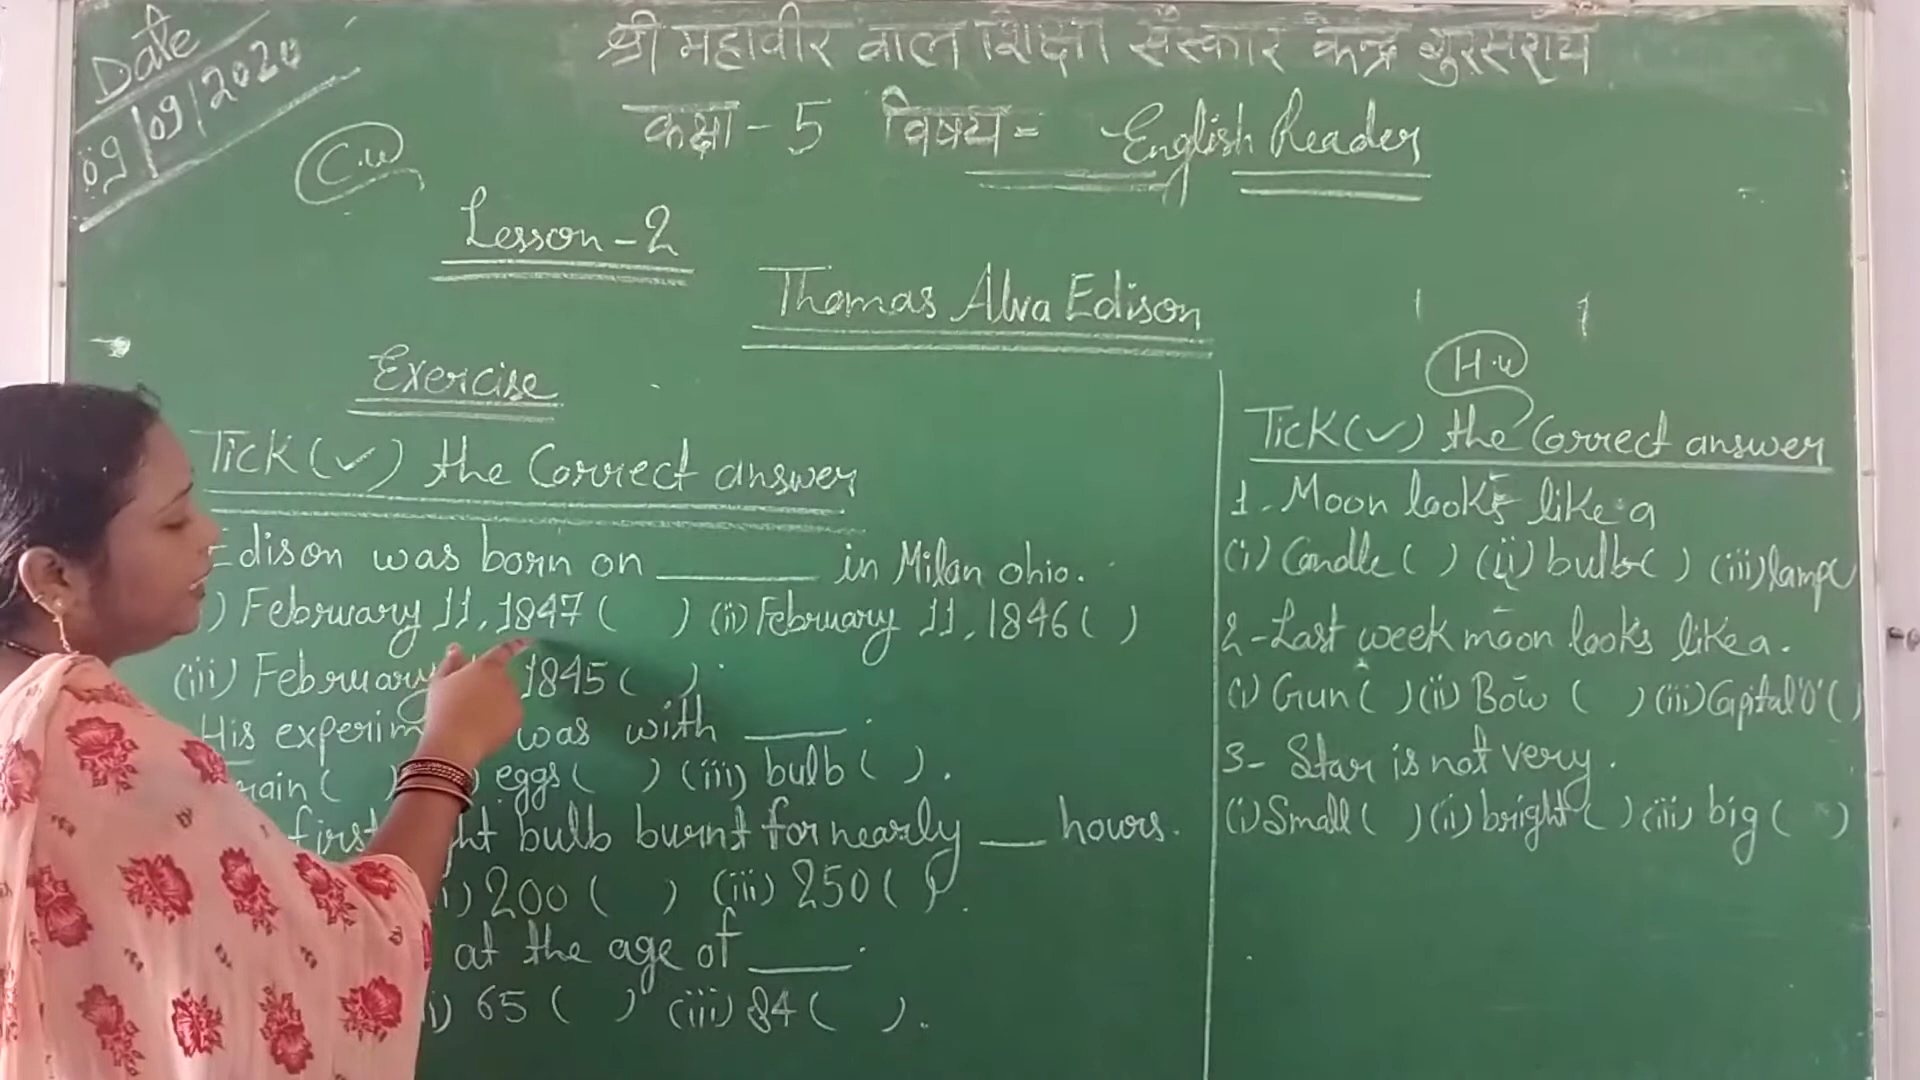 Date
09/09/2020
श्री महावीर बाल शिक्षा संस्कार केन्द्र गुरसराय
कक्षा - 5 विषय = English Reader
C.w
Lesson - 2
Thomas Alva Edison
Exercise
Tick (✓) the Correct answer
Edison was born on ______ in Milan ohio.
) February 11, 1847 ( ) (ii) February 11, 1846 ( )
(iii) February 1845 ( )
His experim was with ____.
( ) eggs ( ) (iii) bulb ( ).
first bulb burnt for nearly ___ hours.
) 200 ( ) (iii) 250 ( ).
at the age of ____.
) 65 ( ) (iii) 84 ( ).
H.w
Tick (✓) the Correct answer
1 - Moon looks like a
(i) Candle ( ) (ii) bulb ( ) (iii) lamp (
2 - Last week moon looks like a.
(i) Gun ( ) (ii) Bow ( ) (iii) Capital 'O' ( )
3 - Star is not very.
(i) Small ( ) (ii) bright ( ) (iii) big ( )